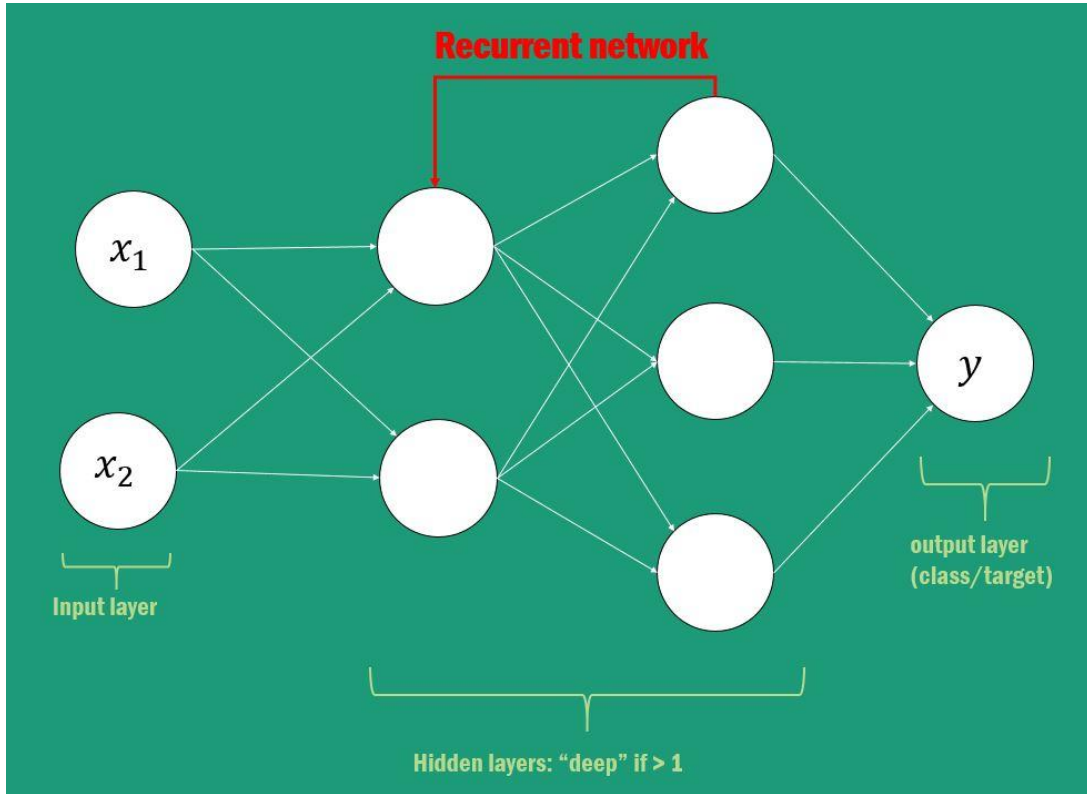 Recurrent network
x₁
x₂
y
Input layer
output layer
(class/target)
Hidden layers: “deep” if > 1